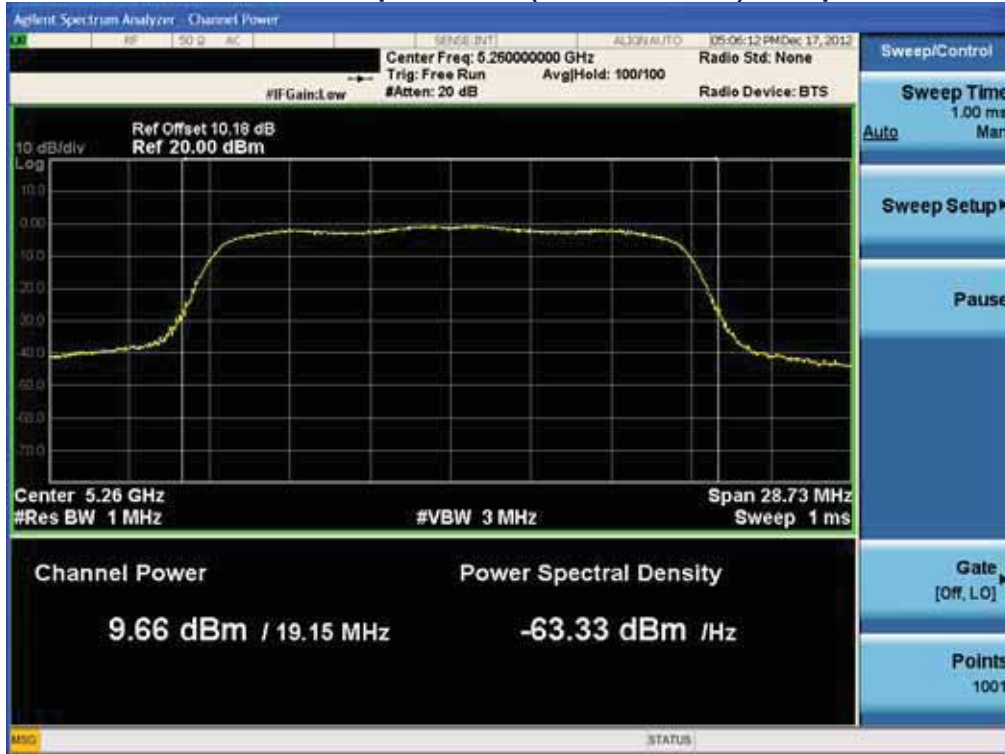 Agilent Spectrum Analyzer - Channel Power
RF 50 Ω AC SENSE:INT ALIGN AUTO 05:06:12 PM Dec 17, 2012
Center Freq: 5.260000000 GHz Radio Std: None
Trig: Free Run Avg|Hold: 100/100
#IFGain:Low #Atten: 20 dB Radio Device: BTS
Ref Offset 10.18 dB
10 dB/div Ref 20.00 dBm
Log
10.0
0.00
-10.0
-20.0
-30.0
-40.0
-50.0
-60.0
-70.0
Center 5.26 GHz Span 28.73 MHz
#Res BW 1 MHz #VBW 3 MHz Sweep 1 ms
Channel Power Power Spectral Density
9.66 dBm / 19.15 MHz -63.33 dBm /Hz
MSG STATUS
Sweep/Control
Sweep Time
1.00 ms
Auto Man
Sweep Setup
Pause
Gate
[Off, LO]
Points
1001